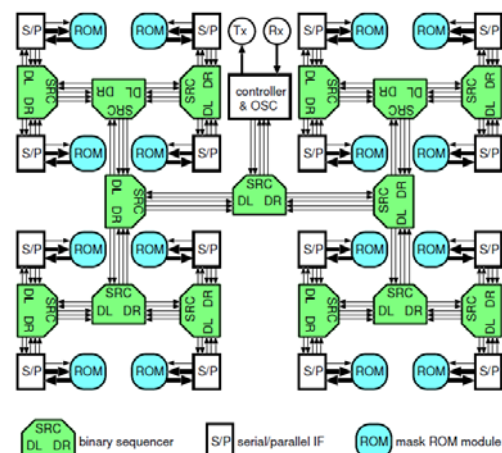 S/P ROM ROM S/P Tx Rx S/P ROM ROM S/P
DL SRC DR
DL SRC DR
SRC DL DR
controller
& OSC
DL SRC DR
DL SRC DR
SRC DL DR
S/P ROM ROM S/P S/P ROM ROM S/P
DL SRC DR
SRC
DL DR
SRC DR DL
S/P ROM ROM S/P S/P ROM ROM S/P
DL SRC DR
SRC
DL DR
SRC DR DL
DL SRC DR
SRC
DL DR
SRC DR DL
S/P ROM ROM S/P S/P ROM ROM S/P
SRC
DL DR
binary sequencer
S/P serial/parallel IF
ROM mask ROM module